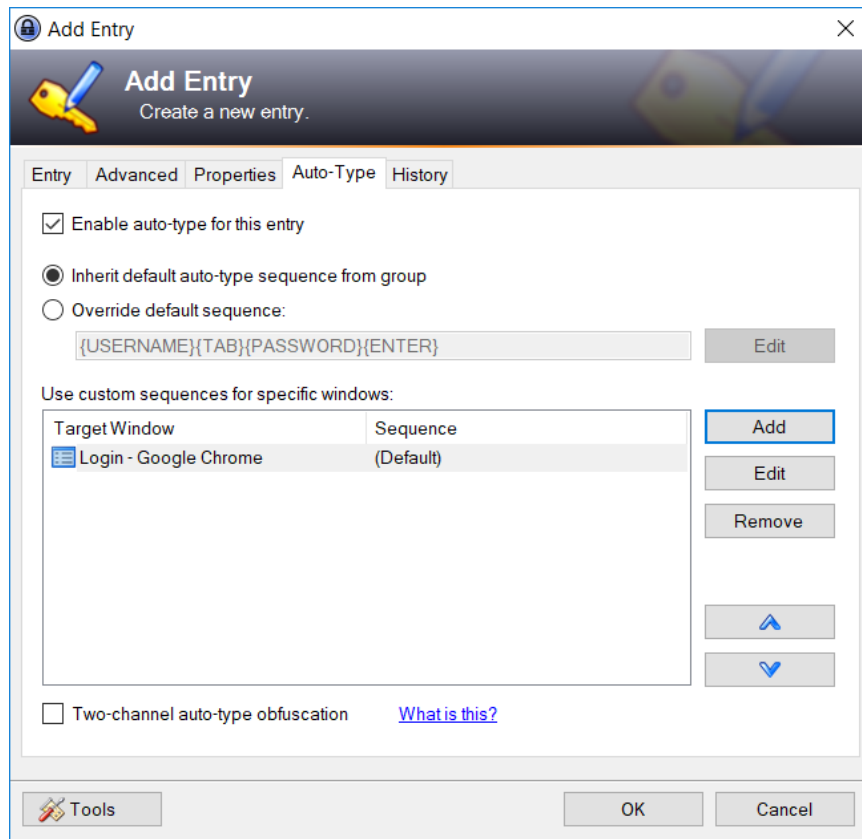 Add Entry
Add Entry
Create a new entry.
Entry Advanced Properties Auto-Type History
Enable auto-type for this entry
Inherit default auto-type sequence from group
Override default sequence:
{USERNAME}{TAB}{PASSWORD}{ENTER} Edit
Use custom sequences for specific windows:
Target Window Sequence Add
Login - Google Chrome (Default)
Edit
Remove
Two-channel auto-type obfuscation What is this?
Tools OK Cancel